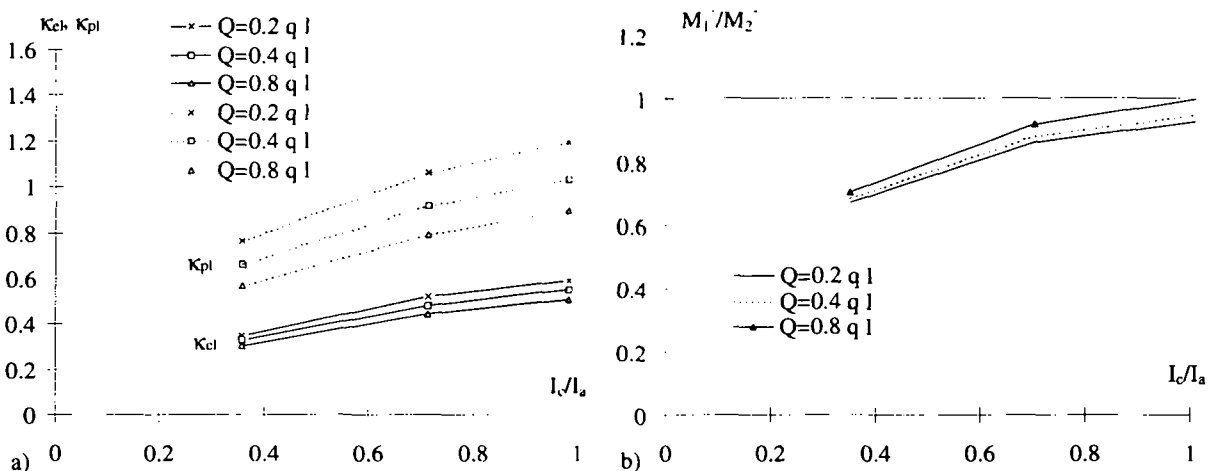 κel, κpl
Q=0.2 q l
Q=0.4 q l
Q=0.8 q l
Q=0.2 q l
Q=0.4 q l
Q=0.8 q l
1.6
1.4
1.2
1
0.8
0.6
0.4
0.2
0
κpl
κel
Ic/Ia
0 0.2 0.4 0.6 0.8 1
a)
M1-/M2-
1.2
1
0.8
0.6
0.4
0.2
0
Q=0.2 q l
Q=0.4 q l
Q=0.8 q l
Ic/Ia
0 0.2 0.4 0.6 0.8 1
b)